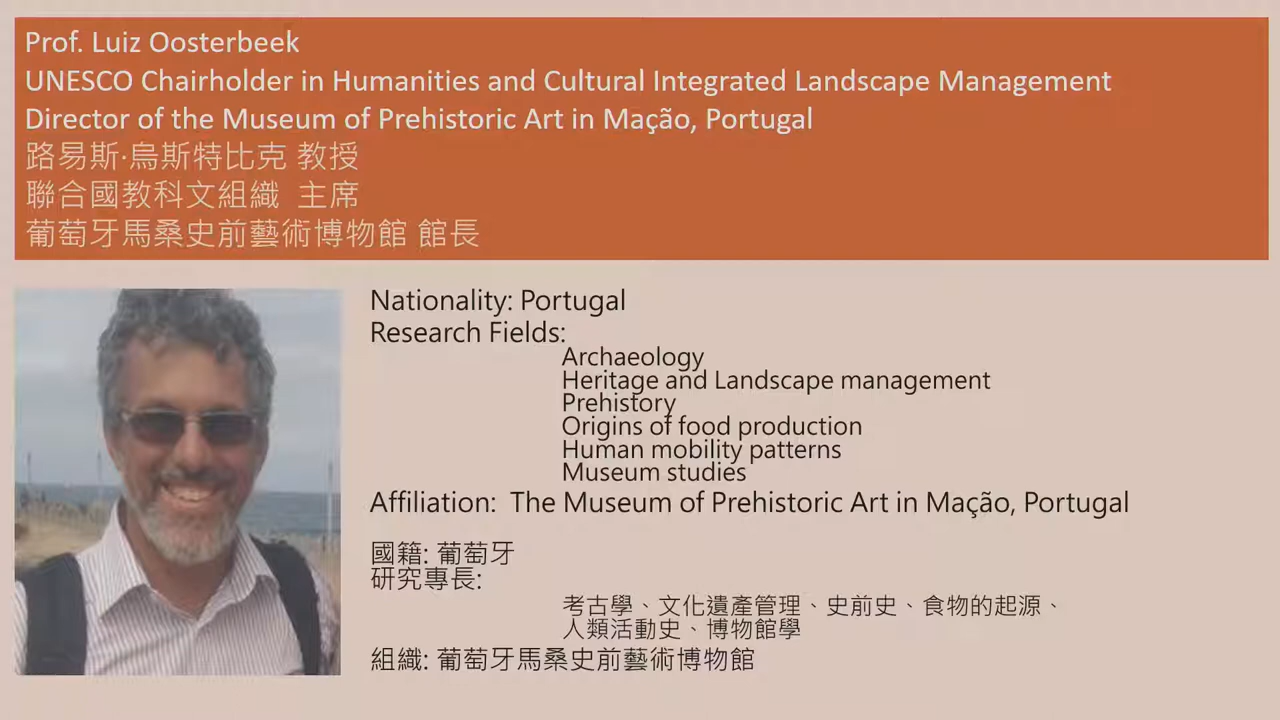 Prof. Luiz Oosterbeek
UNESCO Chairholder in Humanities and Cultural Integrated Landscape Management
Director of the Museum of Prehistoric Art in Mação, Portugal
路易斯·烏斯特比克 教授
聯合國教科文組織 主席
葡萄牙馬桑史前藝術博物館 館長
Nationality: Portugal
Research Fields:
Archaeology
Heritage and Landscape management
Prehistory
Origins of food production
Human mobility patterns
Museum studies
Affiliation: The Museum of Prehistoric Art in Mação, Portugal
國籍: 葡萄牙
研究專長:
考古學、文化遺產管理、史前史、食物的起源、
人類活動史、博物館學
組織: 葡萄牙馬桑史前藝術博物館